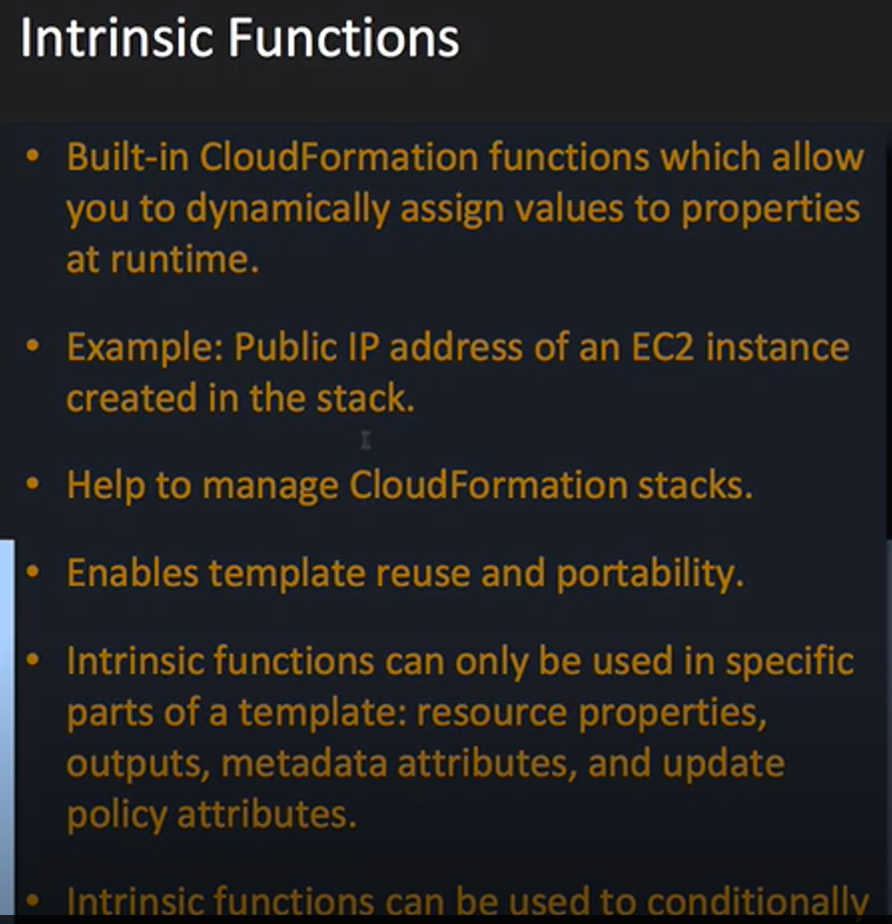 Intrinsic Functions
• Built-in CloudFormation functions which allow
you to dynamically assign values to properties
at runtime.
• Example: Public IP address of an EC2 instance
created in the stack.
• Help to manage CloudFormation stacks.
• Enables template reuse and portability.
• Intrinsic functions can only be used in specific
parts of a template: resource properties,
outputs, metadata attributes, and update
policy attributes.
• Intrinsic functions can be used to conditionally